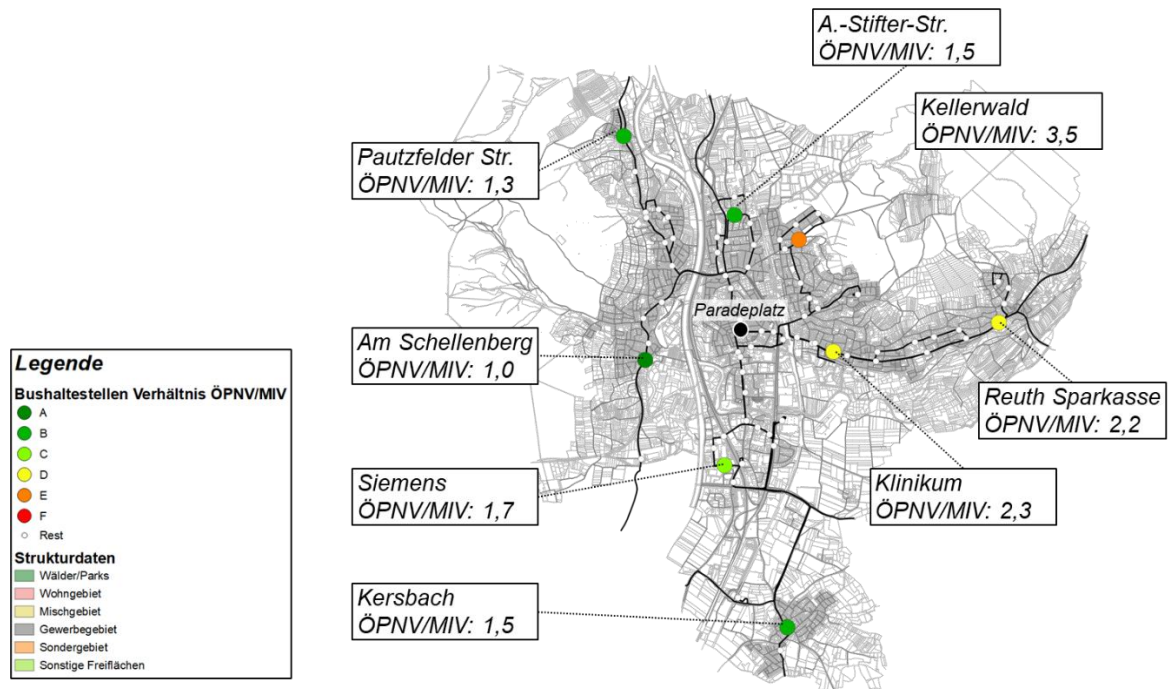 A.-Stifter-Str.
ÖPNV/MIV: 1,5
Kellerwald
ÖPNV/MIV: 3,5
Pautzfelder Str.
ÖPNV/MIV: 1,3
Paradeplatz
Am Schellenberg
ÖPNV/MIV: 1,0
Reuth Sparkasse
ÖPNV/MIV: 2,2
Siemens
ÖPNV/MIV: 1,7
Klinikum
ÖPNV/MIV: 2,3
Kersbach
ÖPNV/MIV: 1,5
Legende
Bushaltestellen Verhältnis ÖPNV/MIV
A
B
C
D
E
F
Rest
Strukturdaten
Wälder/Parks
Wohngebiet
Mischgebiet
Gewerbegebiet
Sondergebiet
Sonstige Freiflächen